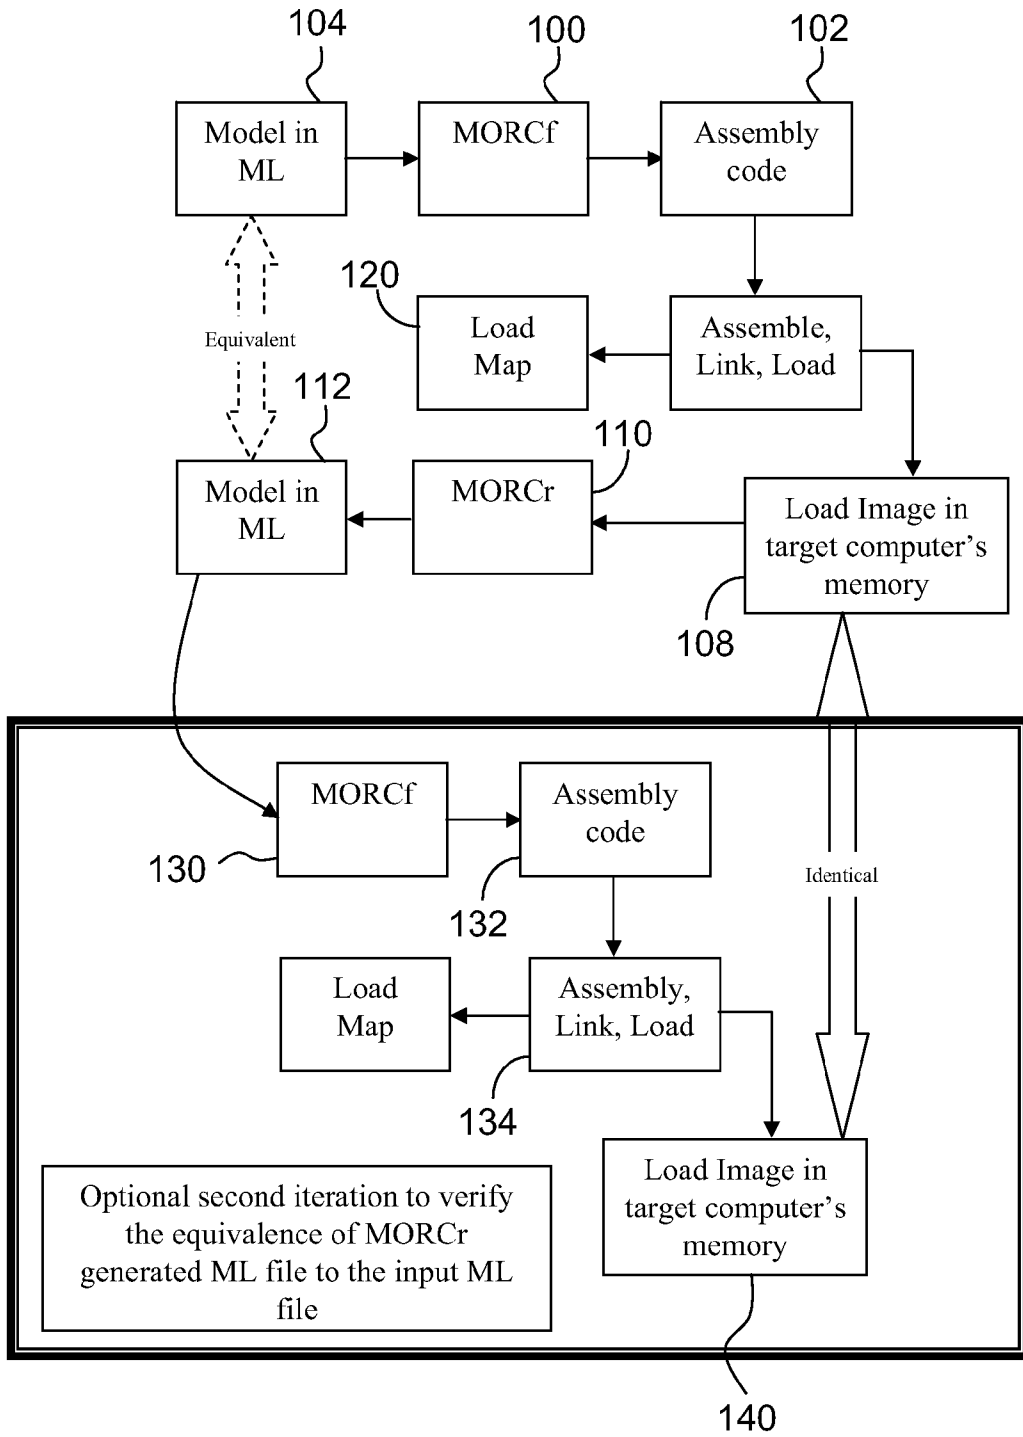 104
100
102
Model in
ML
MORCf
Assembly
code
120
Load
Map
Assemble,
Link, Load
Equivalent
112
110
Model in
ML
MORCr
Load Image in
target computer's
memory
108
MORCf
Assembly
code
130
132
Identical
Load
Map
Assembly,
Link, Load
134
Load Image in
target computer's
memory
Optional second iteration to verify
the equivalence of MORCr
generated ML file to the input ML
file
140